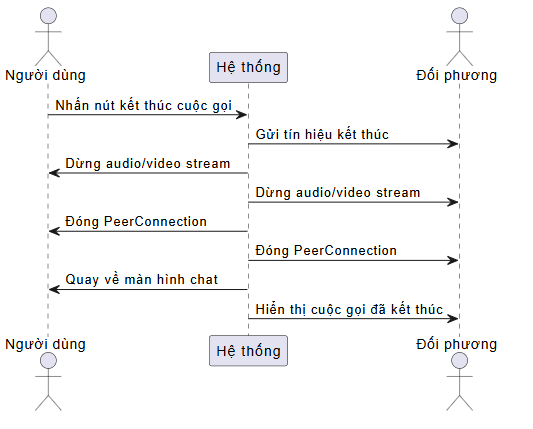 Người dùng
Hệ thống
Đối phương
Nhấn nút kết thúc cuộc gọi
Gửi tín hiệu kết thúc
Dừng audio/video stream
Dừng audio/video stream
Đóng PeerConnection
Đóng PeerConnection
Quay về màn hình chat
Hiển thị cuộc gọi đã kết thúc
Người dùng
Hệ thống
Đối phương